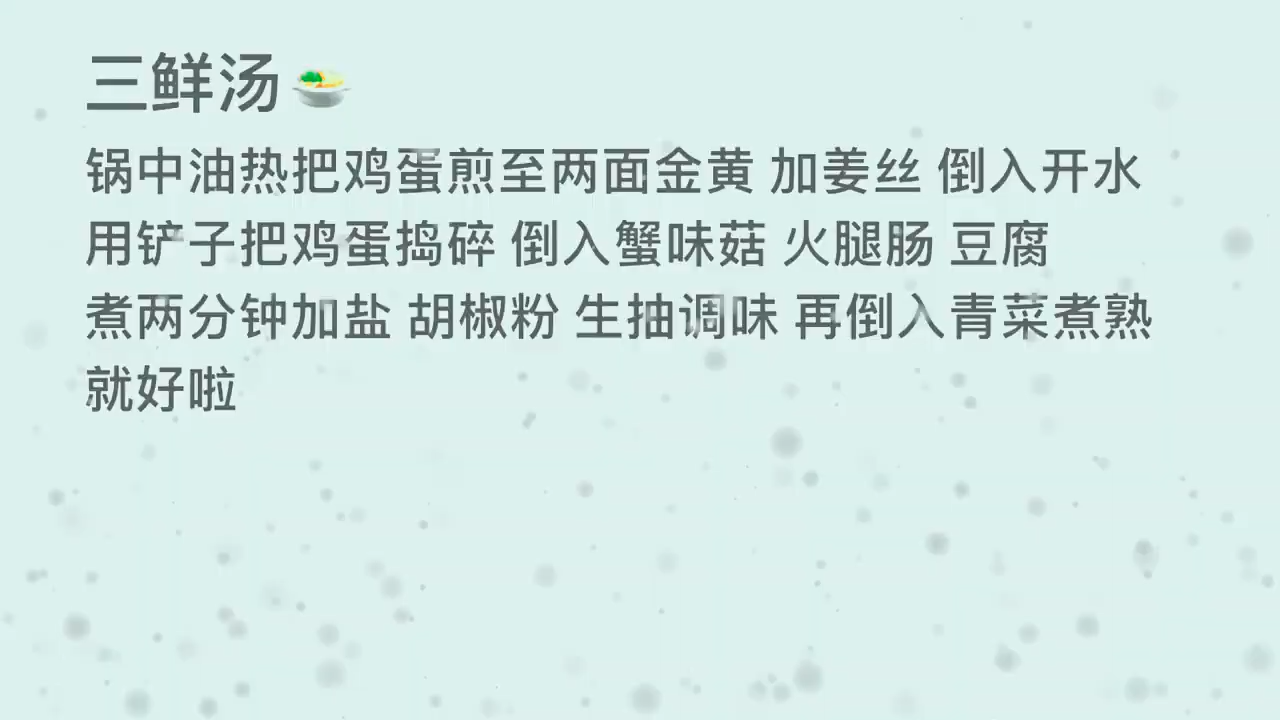 三鲜汤🍲
锅中油热把鸡蛋煎至两面金黄 加姜丝 倒入开水
用铲子把鸡蛋捣碎 倒入蟹味菇 火腿肠 豆腐
煮两分钟加盐 胡椒粉 生抽调味 再倒入青菜煮熟
就好啦